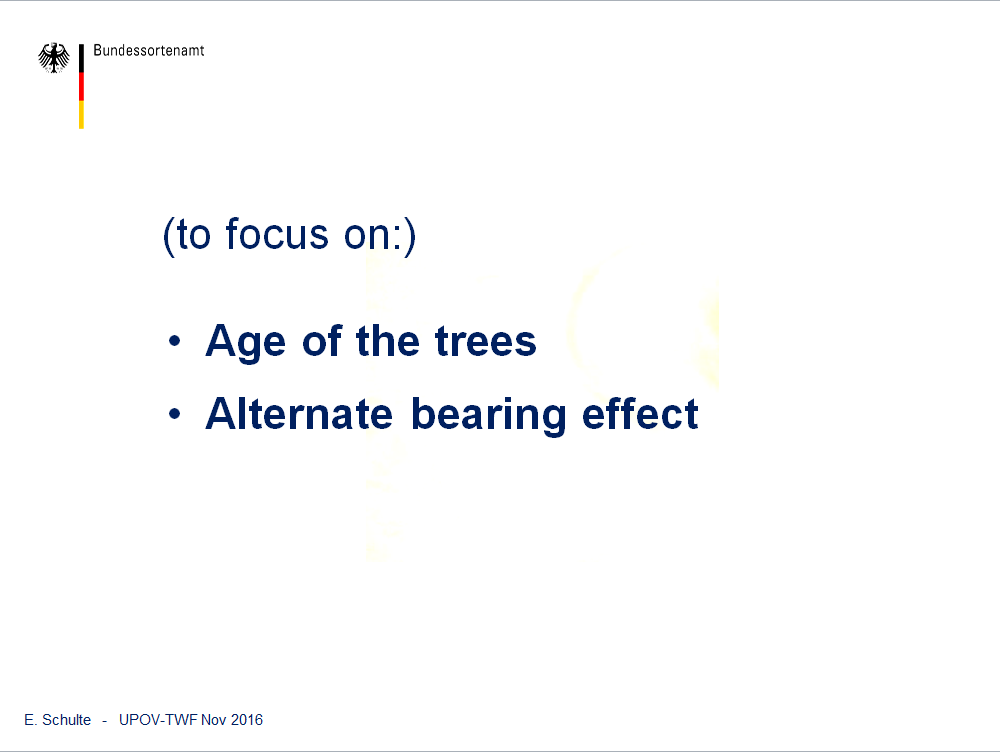 Bundessortenamt
(to focus on:)
• Age of the trees
• Alternate bearing effect
E. Schulte - UPOV-TWF Nov 2016